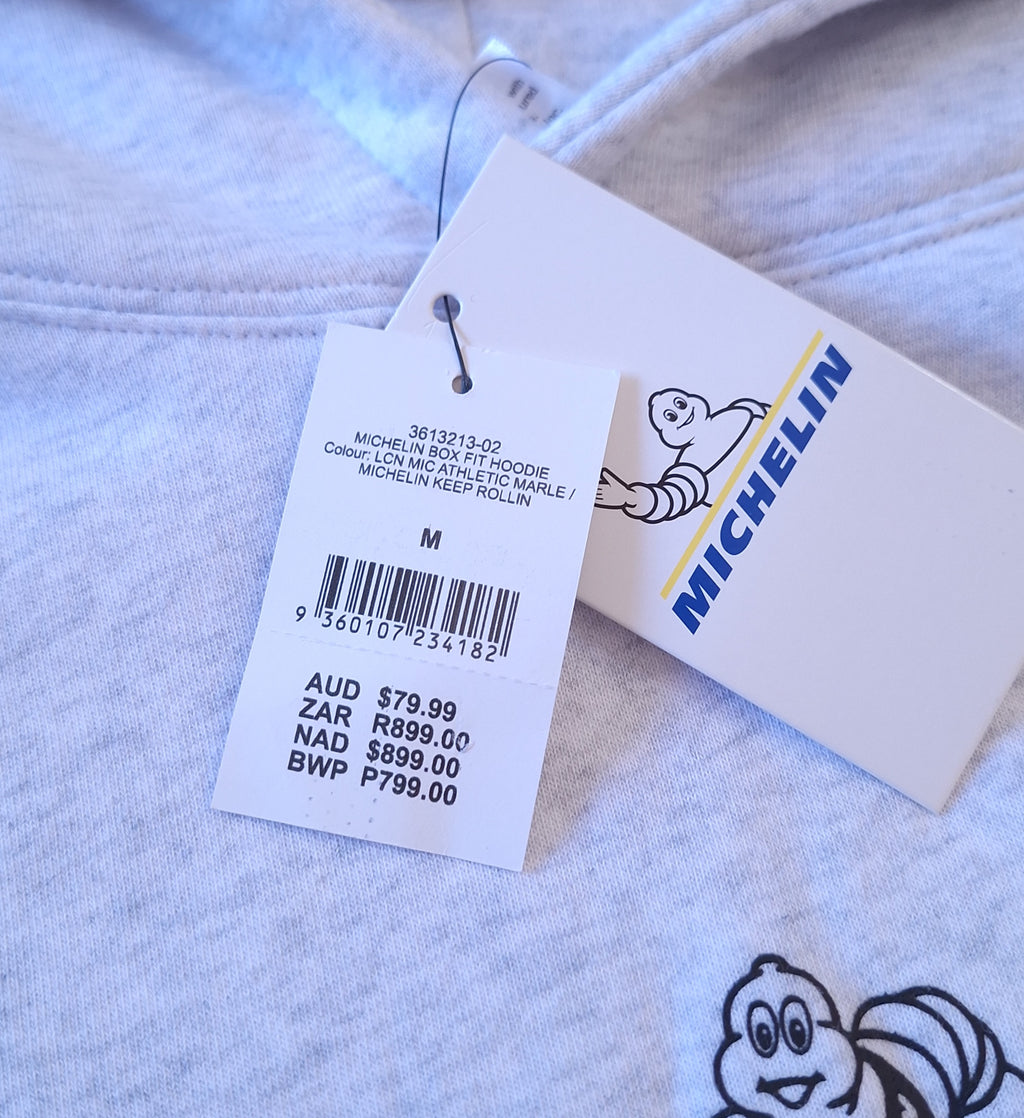 3613213-02
MICHELIN BOX FIT HOODIE
Colour: LCN MIC ATHLETIC MARLE /
MICHELIN KEEP ROLLIN
M
9 360107 234182
AUD $79.99
ZAR R899.00
NAD $899.00
BWP P799.00
MICHELIN